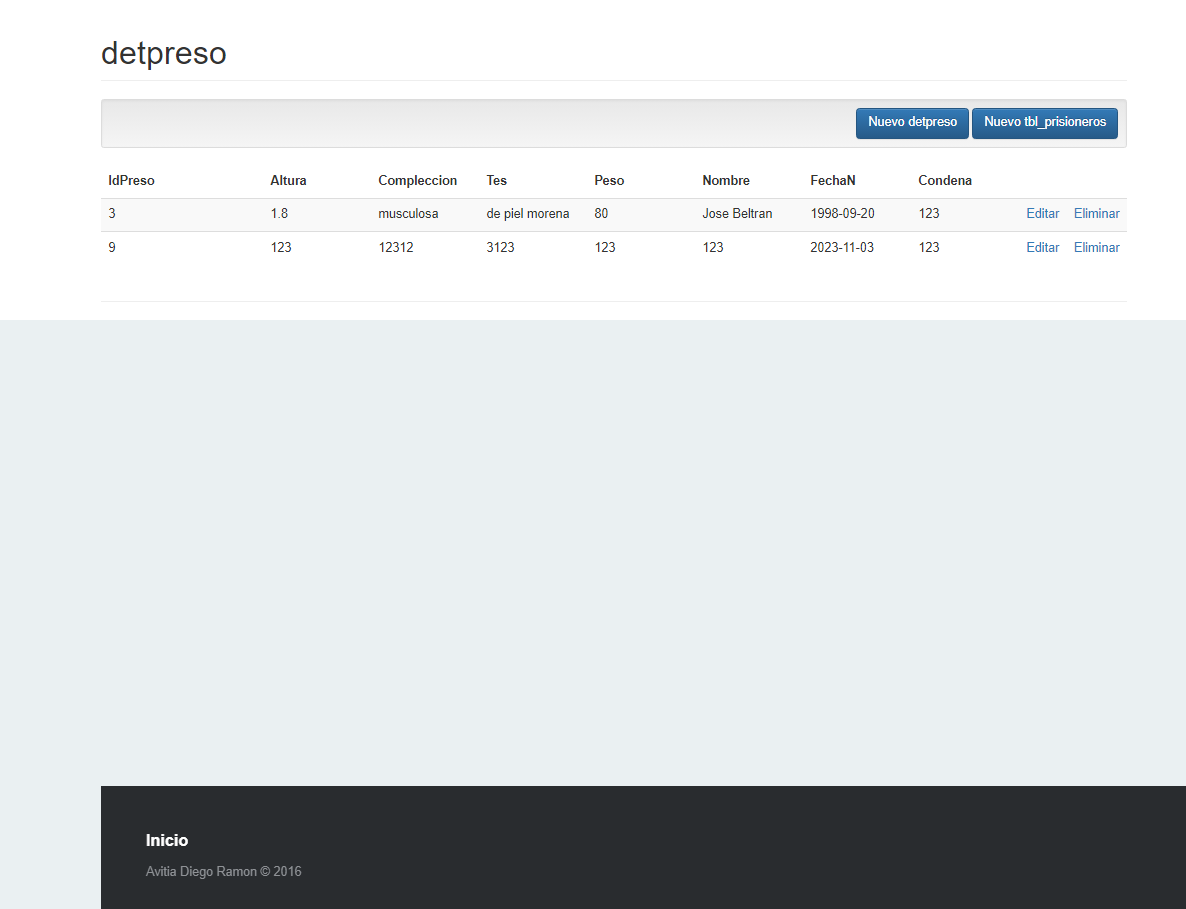 detpreso
Nuevo detpreso Nuevo tbl_prisioneros
IdPreso Altura Compleccion Tes Peso Nombre FechaN Condena
3 1.8 musculosa de piel morena 80 Jose Beltran 1998-09-20 123 Editar Eliminar
9 123 12312 3123 123 123 2023-11-03 123 Editar Eliminar
Inicio
Avitia Diego Ramon © 2016